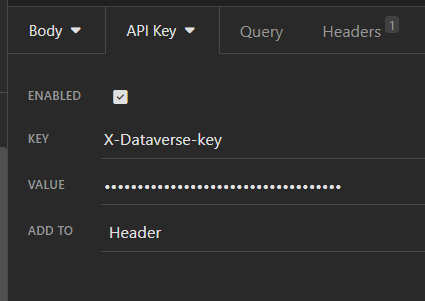 Body API Key Query Headers 1
ENABLED
KEY X-Dataverse-key
VALUE ••••••••••••••••••••••••••••••••••••
ADD TO Header